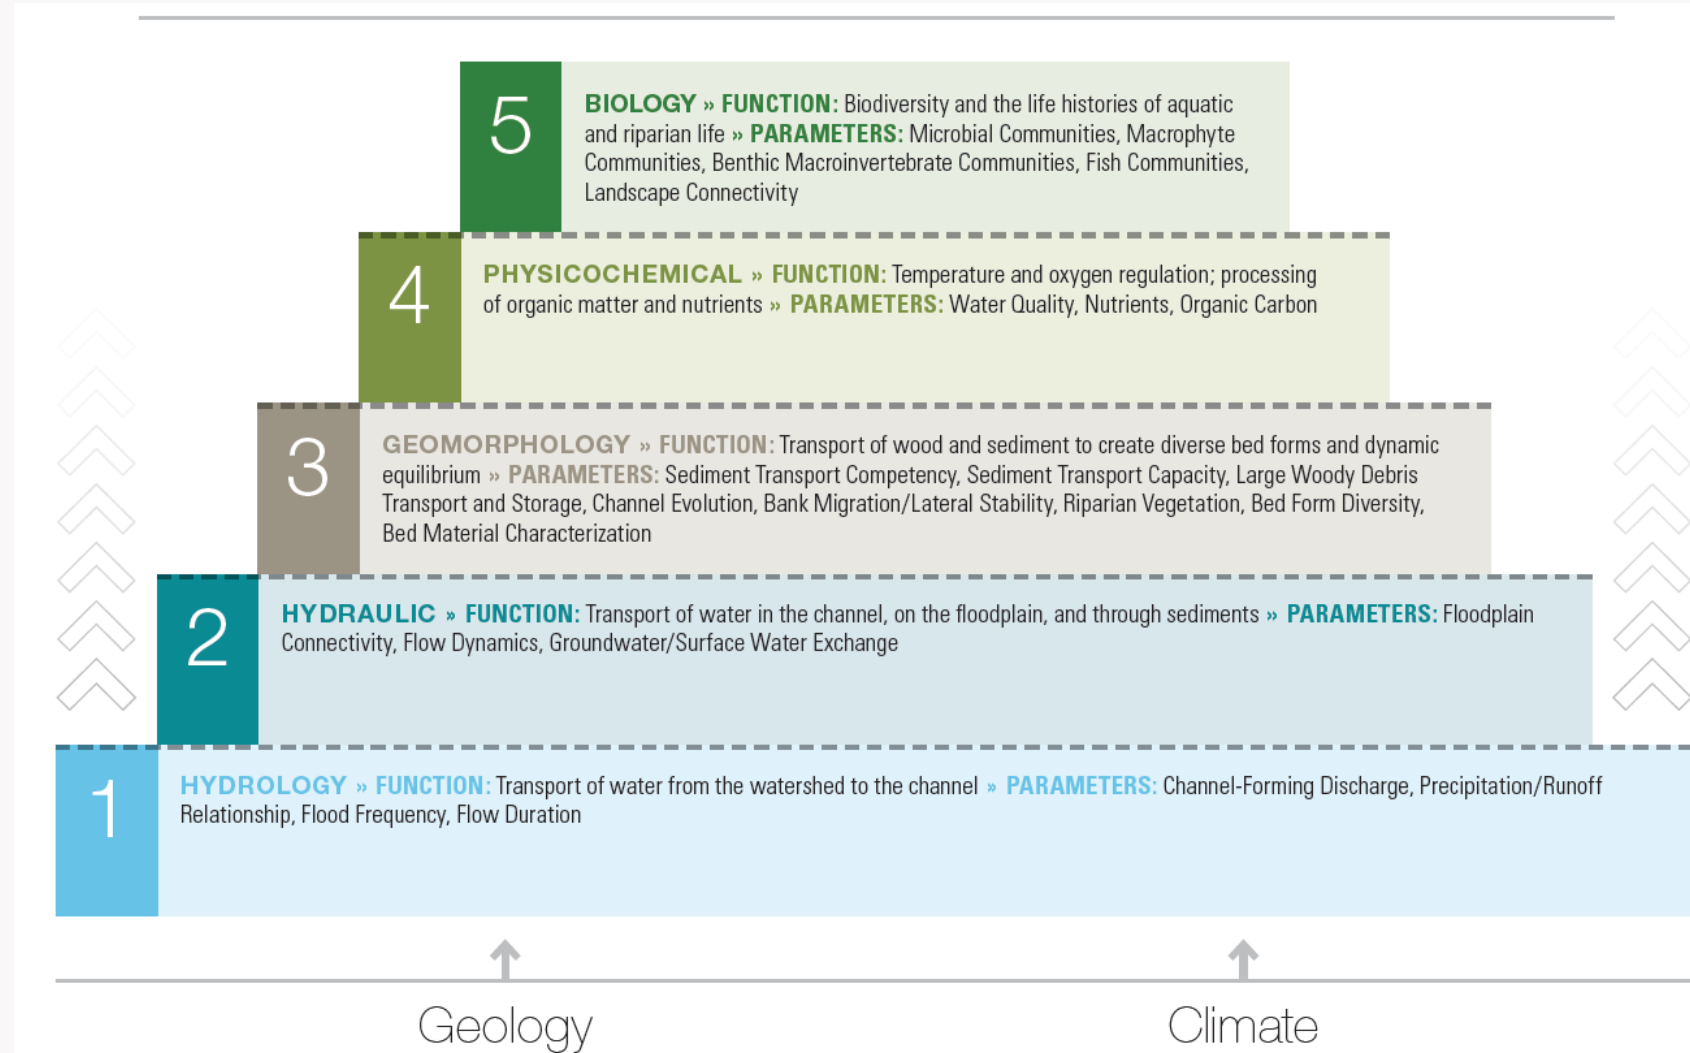 5
BIOLOGY » FUNCTION: Biodiversity and the life histories of aquatic
and riparian life » PARAMETERS: Microbial Communities, Macrophyte
Communities, Benthic Macroinvertebrate Communities, Fish Communities,
Landscape Connectivity
4
PHYSICOCHEMICAL » FUNCTION: Temperature and oxygen regulation; processing
of organic matter and nutrients » PARAMETERS: Water Quality, Nutrients, Organic Carbon
3
GEOMORPHOLOGY » FUNCTION: Transport of wood and sediment to create diverse bed forms and dynamic
equilibrium » PARAMETERS: Sediment Transport Competency, Sediment Transport Capacity, Large Woody Debris
Transport and Storage, Channel Evolution, Bank Migration/Lateral Stability, Riparian Vegetation, Bed Form Diversity,
Bed Material Characterization
2
HYDRAULIC » FUNCTION: Transport of water in the channel, on the floodplain, and through sediments » PARAMETERS: Floodplain
Connectivity, Flow Dynamics, Groundwater/Surface Water Exchange
1
HYDROLOGY » FUNCTION: Transport of water from the watershed to the channel » PARAMETERS: Channel-Forming Discharge, Precipitation/Runoff
Relationship, Flood Frequency, Flow Duration
Geology
Climate